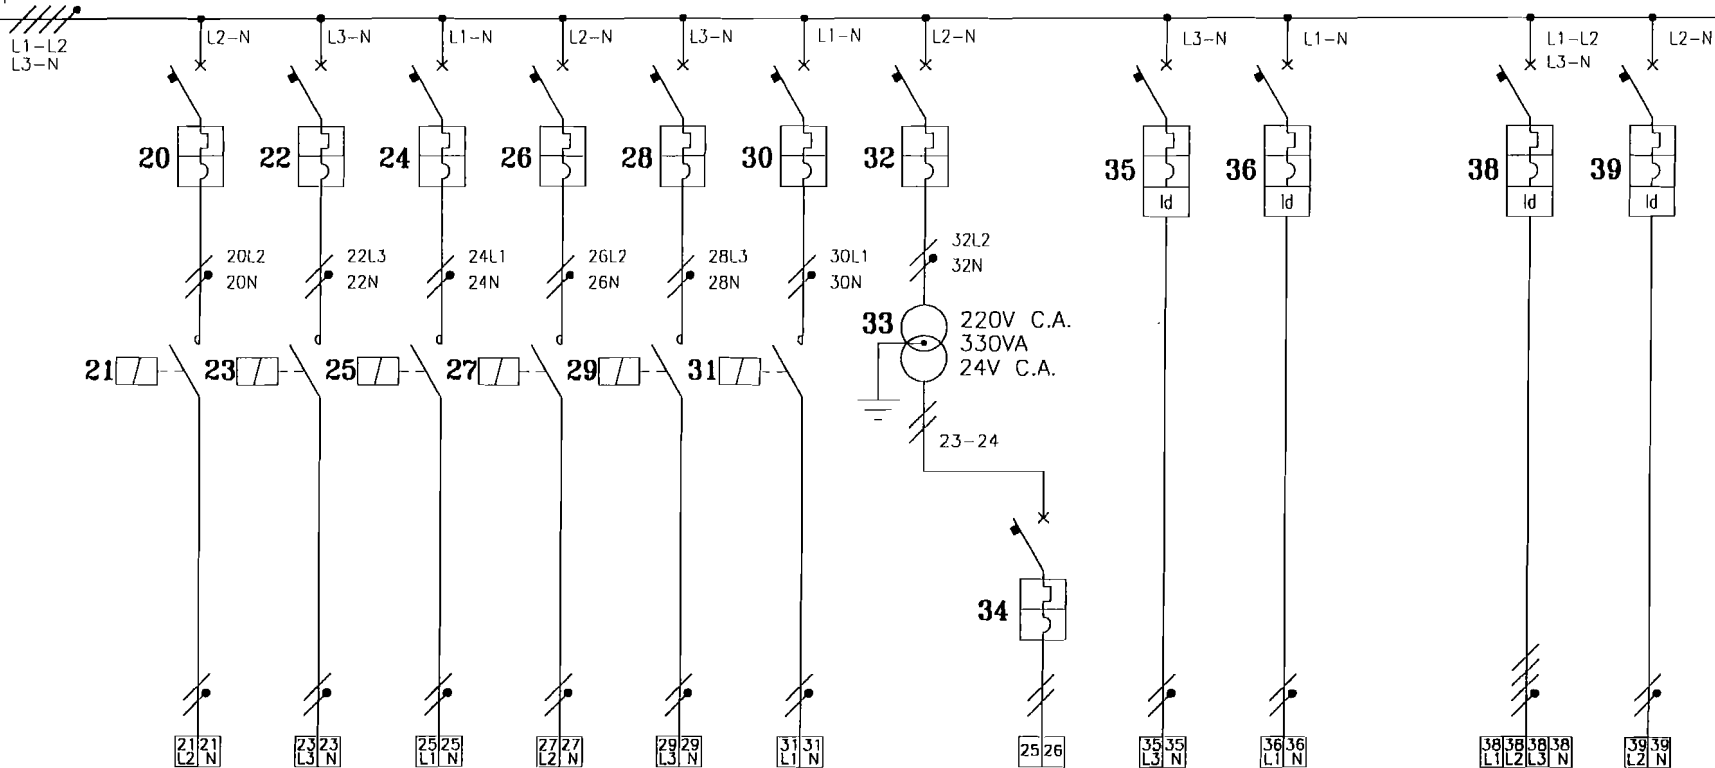 L1-L2
L3-N
L2-N
L3-N
L1-N
L2-N
L3-N
L1-N
L2-N
L3-N
L1-N
L1-L2
L3-N
L2-N
20
22
24
26
28
30
32
35
36
38
39
Id
Id
Id
Id
20L2
20N
22L3
22N
24L1
24N
26L2
26N
28L3
28N
30L1
30N
32L2
32N
33
220V C.A.
330VA
24V C.A.
21
23
25
27
29
31
23-24
34
21 21
L2 N
23 23
L3 N
25 25
L1 N
27 27
L2 N
29 29
L3 N
31 31
L1 N
25 26
35 35
L3 N
36 36
L1 N
38 38 38 38
L1 L2 L3 N
39 39
L2 N